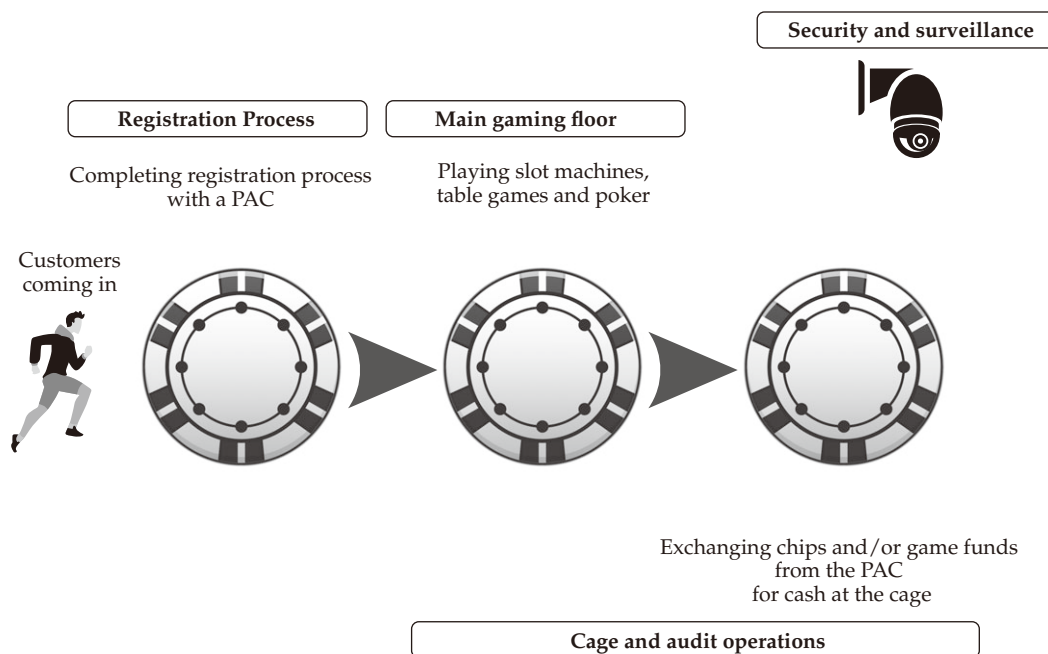 Security and surveillance
Registration Process
Main gaming floor
Completing registration process
with a PAC
Playing slot machines,
table games and poker
Customers
coming in
Exchanging chips and/or game funds
from the PAC
for cash at the cage
Cage and audit operations